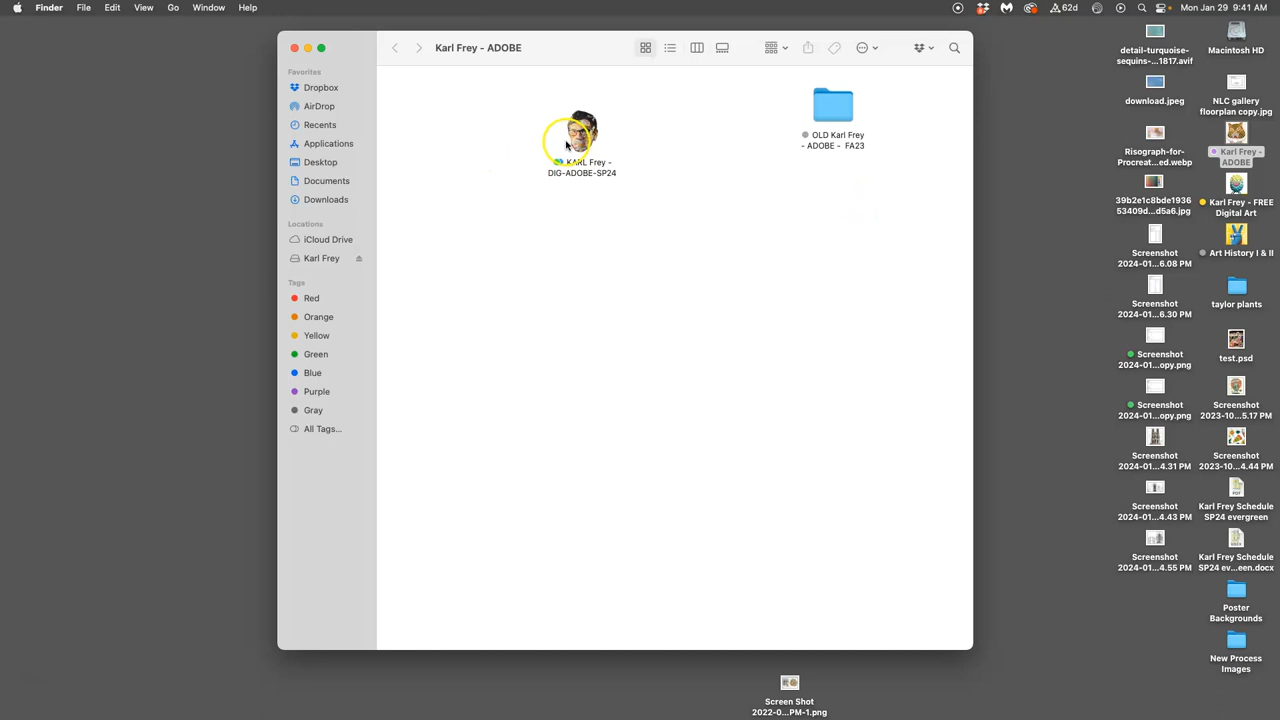 Finder File Edit View Go Window Help
62d Mon Jan 29 9:41 AM
Karl Frey - ADOBE
Favorites
Dropbox
AirDrop
Recents
Applications
Desktop
Documents
Downloads
Locations
iCloud Drive
Karl Frey
Tags
Red
Orange
Yellow
Green
Blue
Purple
Gray
All Tags...
KARL Frey -
DIG-ADOBE-SP24
OLD Karl Frey
- ADOBE - FA23
detail-turquoise-
sequins-...1817.avif
Macintosh HD
download.jpeg
NLC gallery
floorplan copy.jpg
Risograph-for-
Procreat...ed.webp
Karl Frey -
ADOBE
39b2e1c8bde1936
53409d...d5a6.jpg
Karl Frey - FREE
Digital Art
Screenshot
2024-01...6.08 PM
Art History I & II
Screenshot
2024-01...6.30 PM
taylor plants
Screenshot
2024-01...opy.png
test.psd
Screenshot
2024-01...opy.png
Screenshot
2023-10...5.17 PM
Screenshot
2024-01...4.31 PM
Screenshot
2023-10...4.44 PM
Screenshot
2024-01...4.43 PM
PDF
Karl Frey Schedule
SP24 evergreen
Screenshot
2024-01...4.55 PM
Karl Frey Schedule
SP24 ev...een.docx
Poster
Backgrounds
New Process
Images
Screen Shot
2022-0...PM-1.png